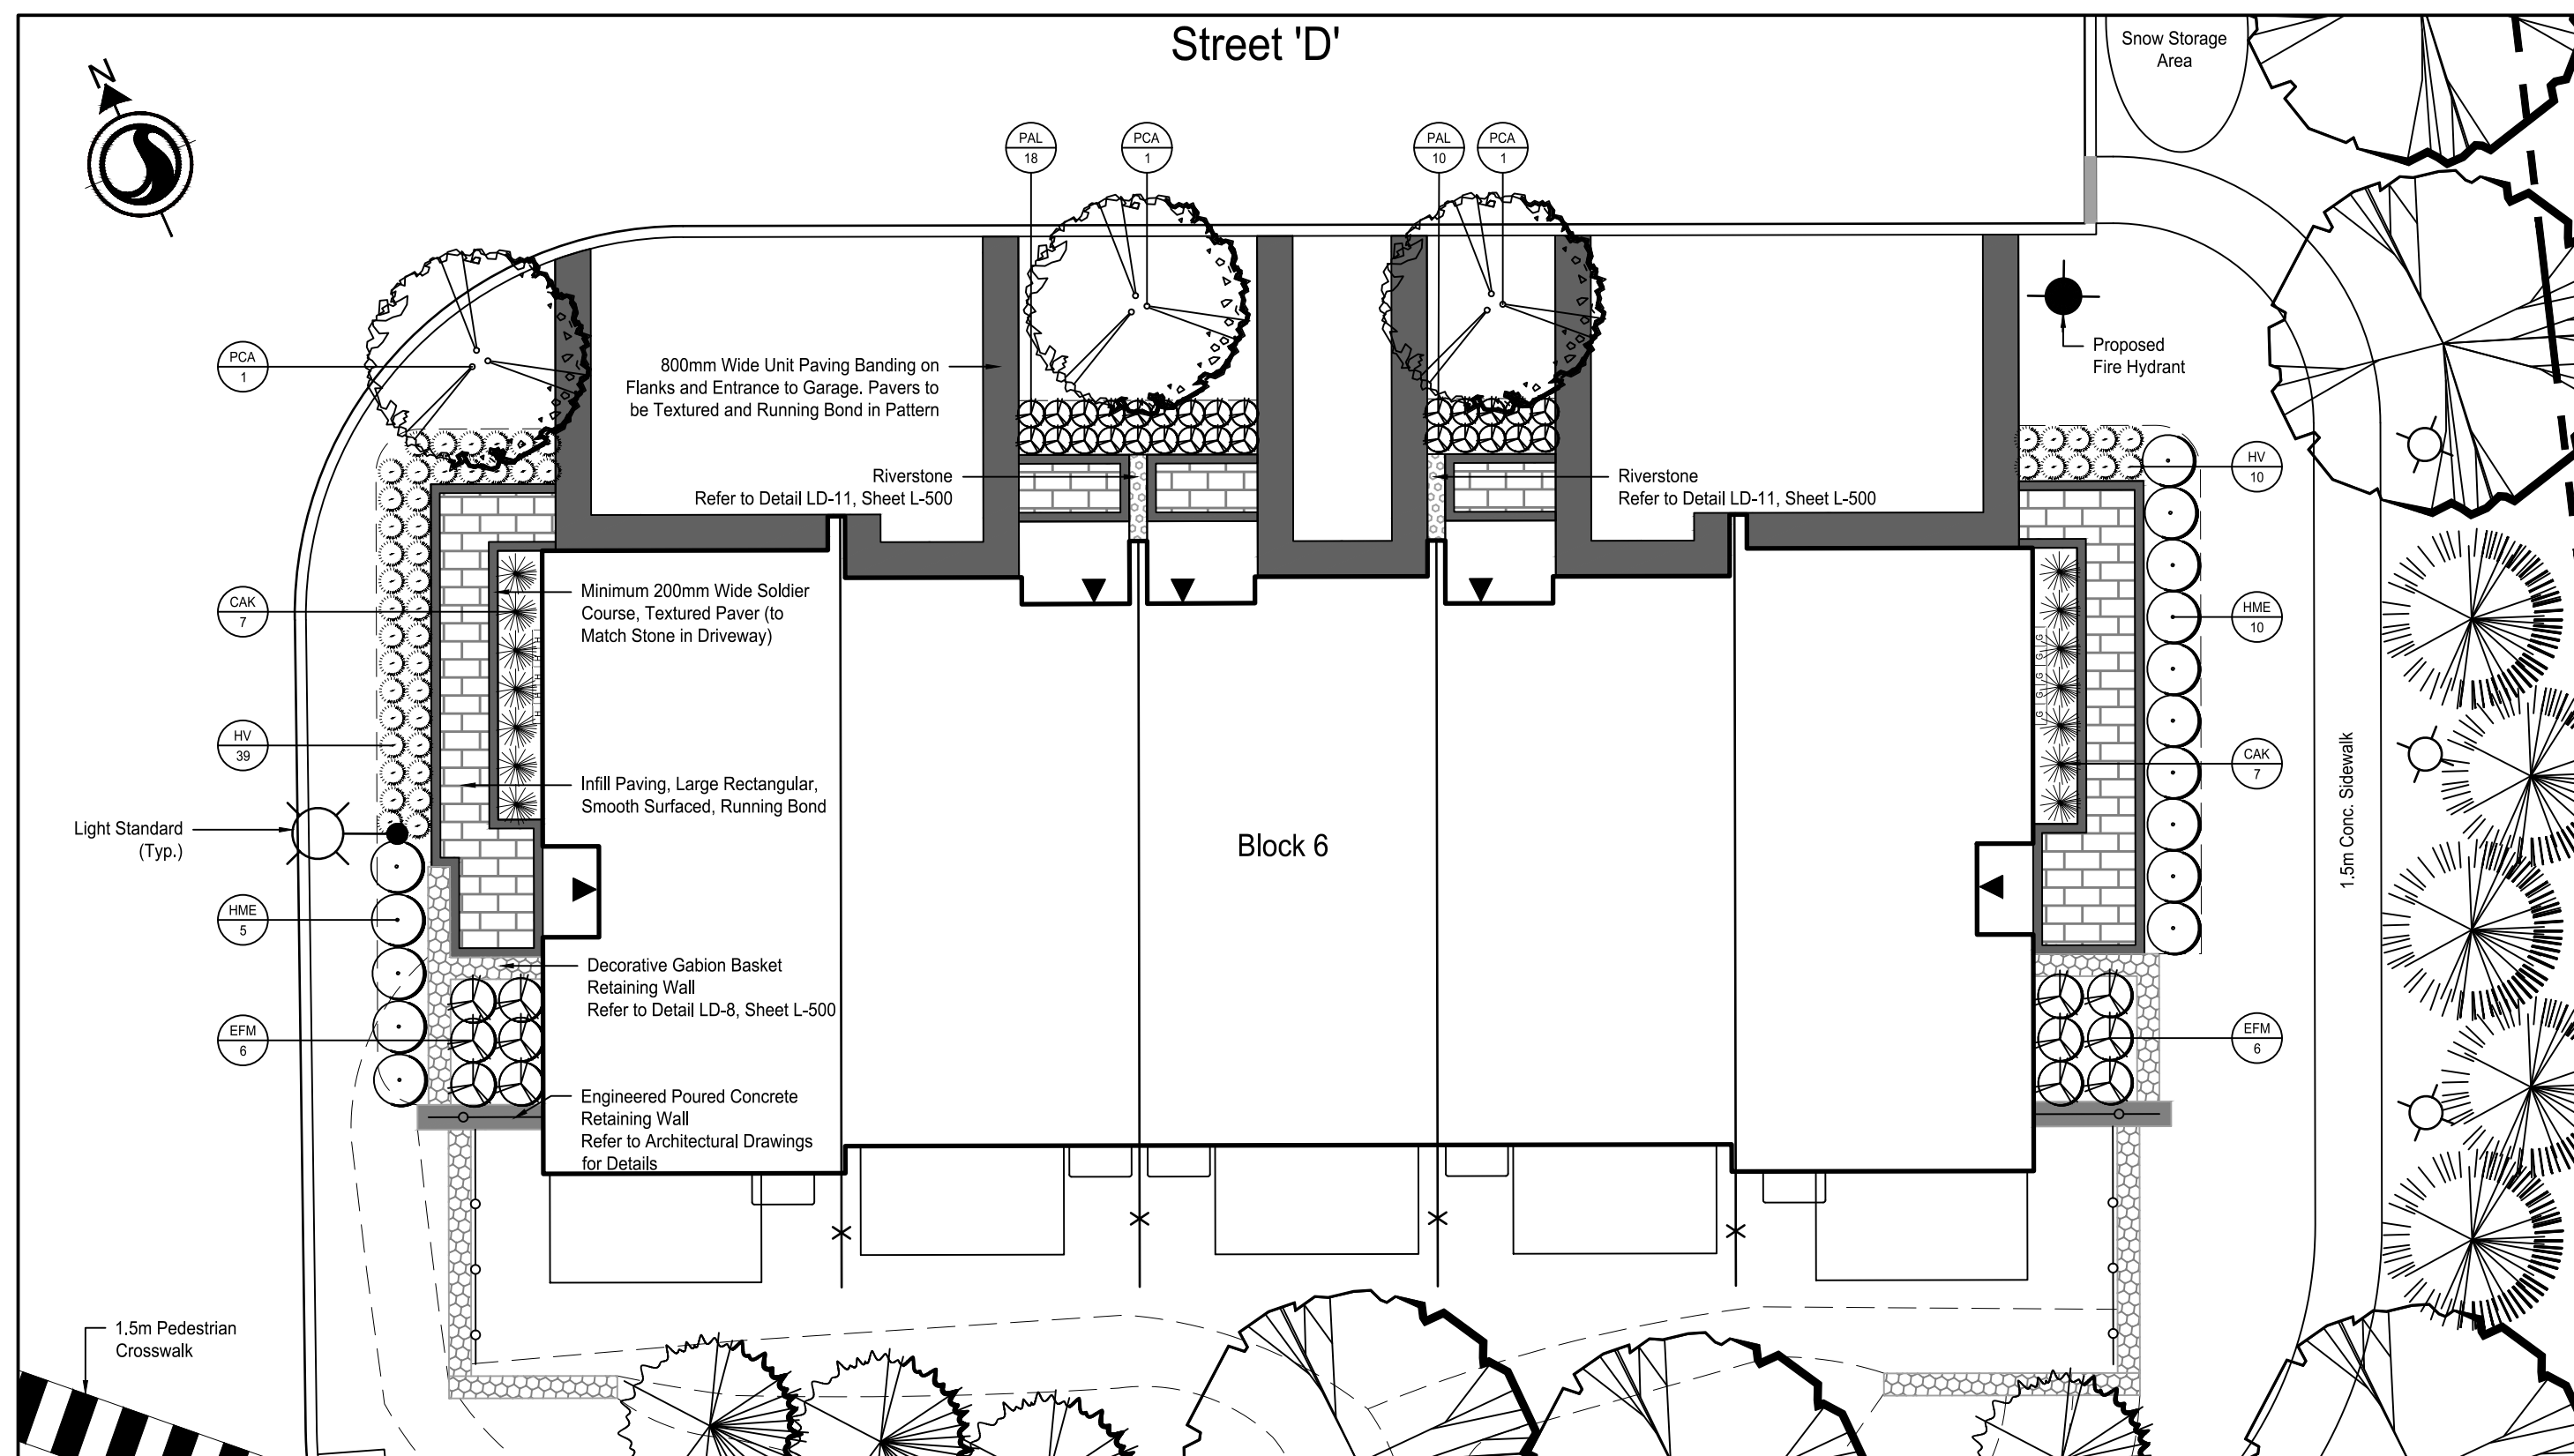 Street 'D'
Snow Storage
Area
N
PAL
18
PCA
1
PAL
10
PCA
1
PCA
1
800mm Wide Unit Paving Banding on
Flanks and Entrance to Garage. Pavers to
be Textured and Running Bond in Pattern
Proposed
Fire Hydrant
Riverstone
Refer to Detail LD-11, Sheet L-500
Riverstone
Refer to Detail LD-11, Sheet L-500
HV
10
CAK
7
Minimum 200mm Wide Soldier
Course, Textured Paver (to
Match Stone in Driveway)
HME
10
HV
39
Infill Paving, Large Rectangular,
Smooth Surfaced, Running Bond
CAK
7
H H H H
G G G G
Light Standard
(Typ.)
Block 6
1.5m Conc. Sidewalk
HME
5
Decorative Gabion Basket
Retaining Wall
Refer to Detail LD-8, Sheet L-500
EFM
6
EFM
6
Engineered Poured Concrete
Retaining Wall
Refer to Architectural Drawings
for Details
1.5m Pedestrian
Crosswalk